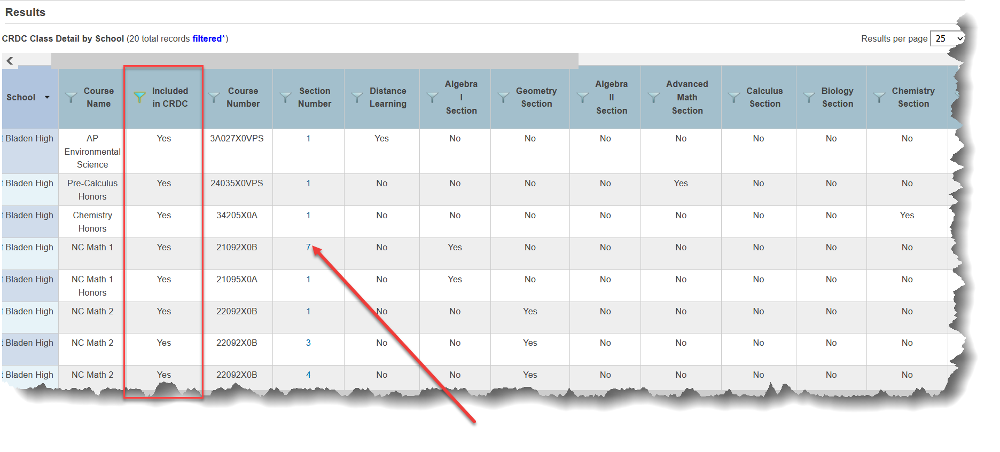 Results
CRDC Class Detail by School (20 total records filtered*)
Results per page 25
School Course Name Included in CRDC Course Number Section Number Distance Learning Algebra I Section Geometry Section Algebra II Section Advanced Math Section Calculus Section Biology Section Chemistry Section
Bladen High AP Environmental Science Yes 3A027X0VPS 1 Yes No No No No No No No
Bladen High Pre-Calculus Honors Yes 24035X0VPS 1 No No No No Yes No No No
Bladen High Chemistry Honors Yes 34205X0A 1 No No No No No No No Yes
Bladen High NC Math 1 Yes 21092X0B 7 No Yes No No No No No No
Bladen High NC Math 1 Honors Yes 21095X0A 1 No Yes No No No No No No
Bladen High NC Math 2 Yes 22092X0B 1 No No Yes No No No No No
Bladen High NC Math 2 Yes 22092X0B 3 No No Yes No No No No No
Bladen High NC Math 2 Yes 22092X0B 4 No No Yes No No No No No